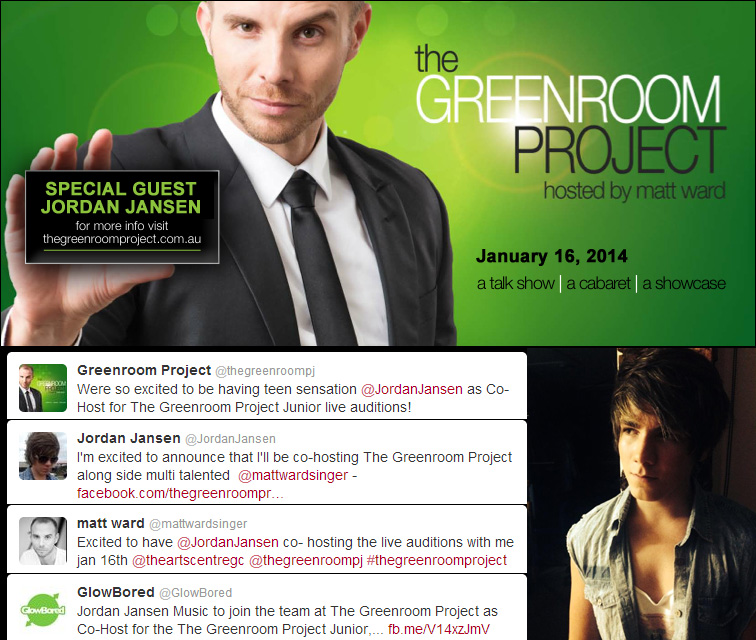 the
GREENROOM
PROJECT
hosted by matt ward
SPECIAL GUEST
JORDAN JANSEN
for more info visit
thegreenroomproject.com.au
January 16, 2014
a talk show | a cabaret | a showcase
Greenroom Project @thegreenroompj
Were so excited to be having teen sensation @JordanJansen as Co-
Host for The Greenroom Project Junior live auditions!
Jordan Jansen @JordanJansen
I'm excited to announce that I'll be co-hosting The Greenroom Project
along side multi talented @mattwardsinger -
facebook.com/thegreenroompr…
matt ward @mattwardsinger
Excited to have @JordanJansen co- hosting the live auditions with me
jan 16th @theartscentregc @thegreenroompj #thegreenroomproject
GlowBored
GlowBored @GlowBored
Jordan Jansen Music to join the team at The Greenroom Project as
Co-Host for the The Greenroom Project Junior,... fb.me/V14xzJmV